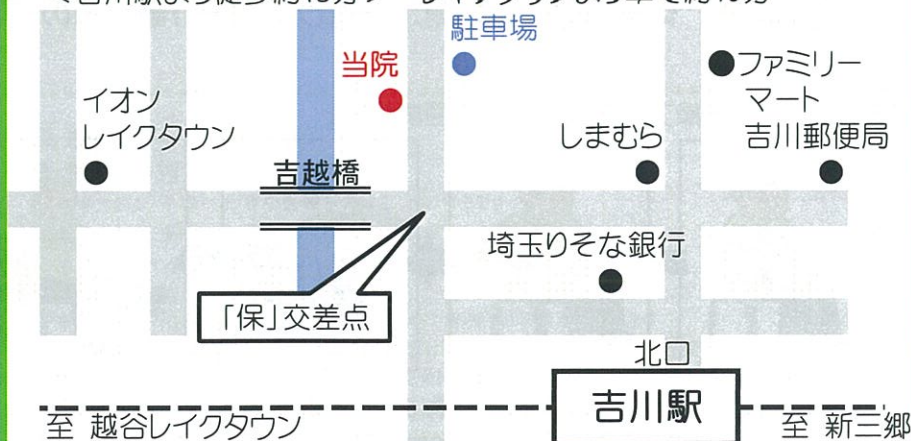 駐車場
当院
ファミリー
マート
イオン
レイクタウン
しまむら
吉川郵便局
吉越橋
埼玉りそな銀行
「保」交差点
北口
吉川駅
至 越谷レイクタウン
至 新三郷